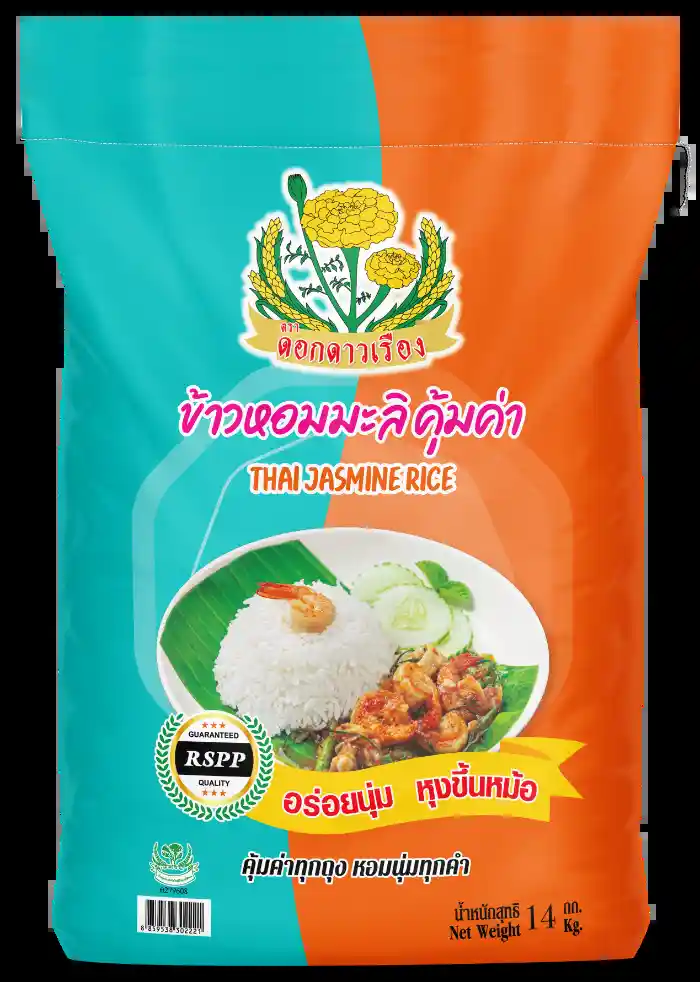 ตรา
ดอกดาวเรือง
ข้าวหอมมะลิ คุ้มค่า
THAI JASMINE RICE
GUARANTEED
RSPP
QUALITY
อร่อยนุ่ม หุงขึ้นหม้อ
คุ้มค่าทุกถุง หอมนุ่มทุกคำ
8 859538 302221
น้ำหนักสุทธิ 14 กก.
Net Weight Kg.